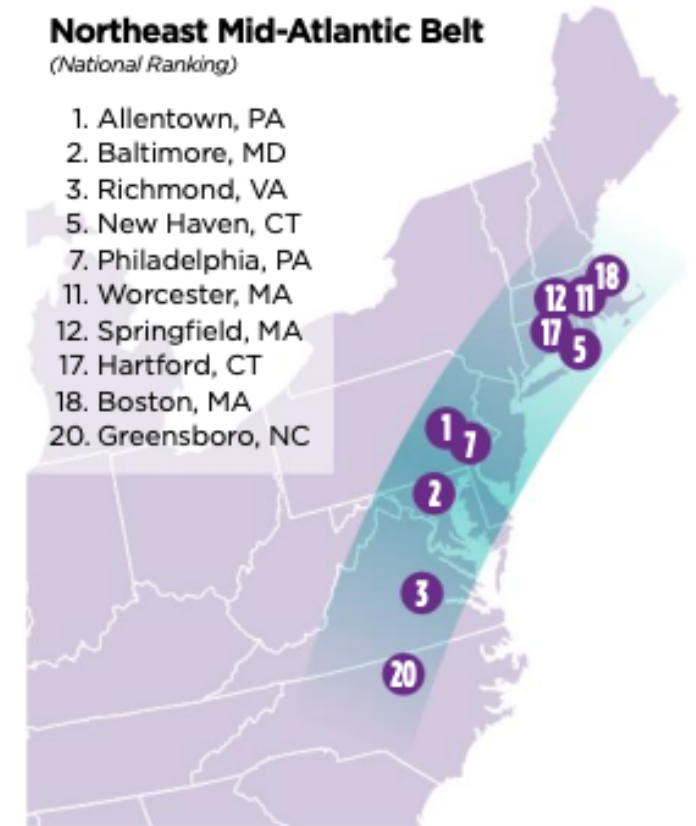 Northeast Mid-Atlantic Belt
(National Ranking)
1. Allentown, PA
2. Baltimore, MD
3. Richmond, VA
5. New Haven, CT
7. Philadelphia, PA
11. Worcester, MA
12. Springfield, MA
17. Hartford, CT
18. Boston, MA
20. Greensboro, NC
18
12 11
17
5
1
7
2
3
20